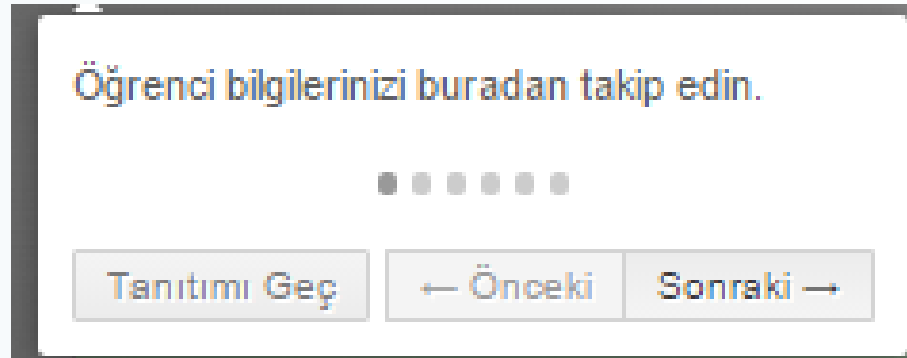 Öğrenci bilgilerinizi buradan takip edin.
Tanıtımı Geç ← Önceki Sonraki →